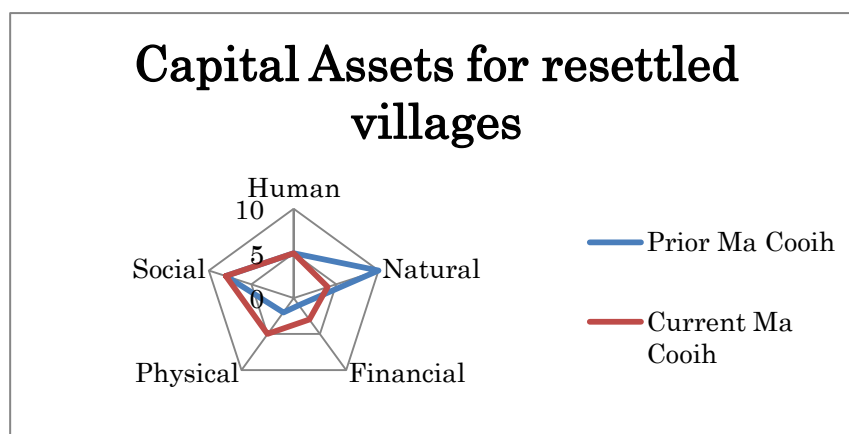 Capital Assets for resettled
villages
Human
10
5
0
Social
Natural
Physical
Financial
Prior Ma Cooih
Current Ma
Cooih